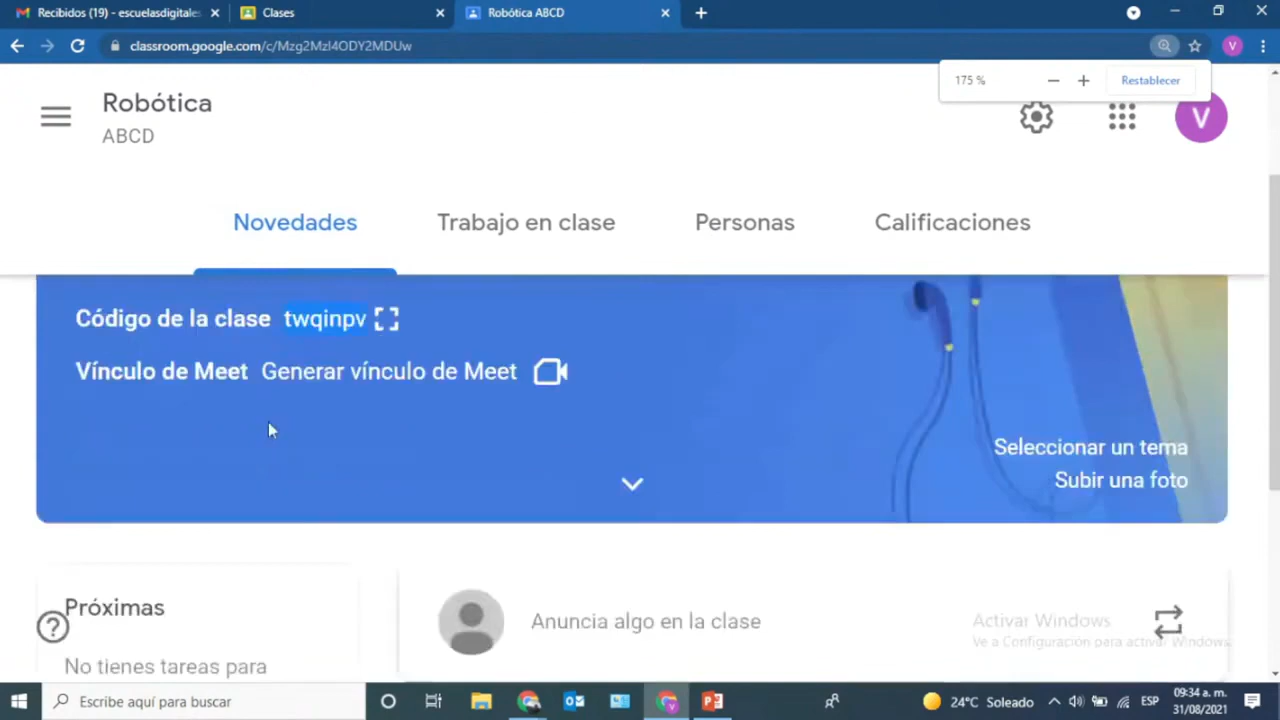 Recibidos (19) - escuelasdigitales
Clases
Robótica ABCD
classroom.google.com/c/Mzg2MzI4ODY2MDUw
V
175 %
Restablecer
Robótica
ABCD
V
Novedades
Trabajo en clase
Personas
Calificaciones
Código de la clase twqinpv
Vínculo de Meet Generar vínculo de Meet
Seleccionar un tema
Subir una foto
Próximas
No tienes tareas para
Anuncia algo en la clase
Activar Windows
Ve a Configuración para activar Windows.
Escribe aquí para buscar
24°C Soleado
ESP
09:34 a. m.
31/08/2021